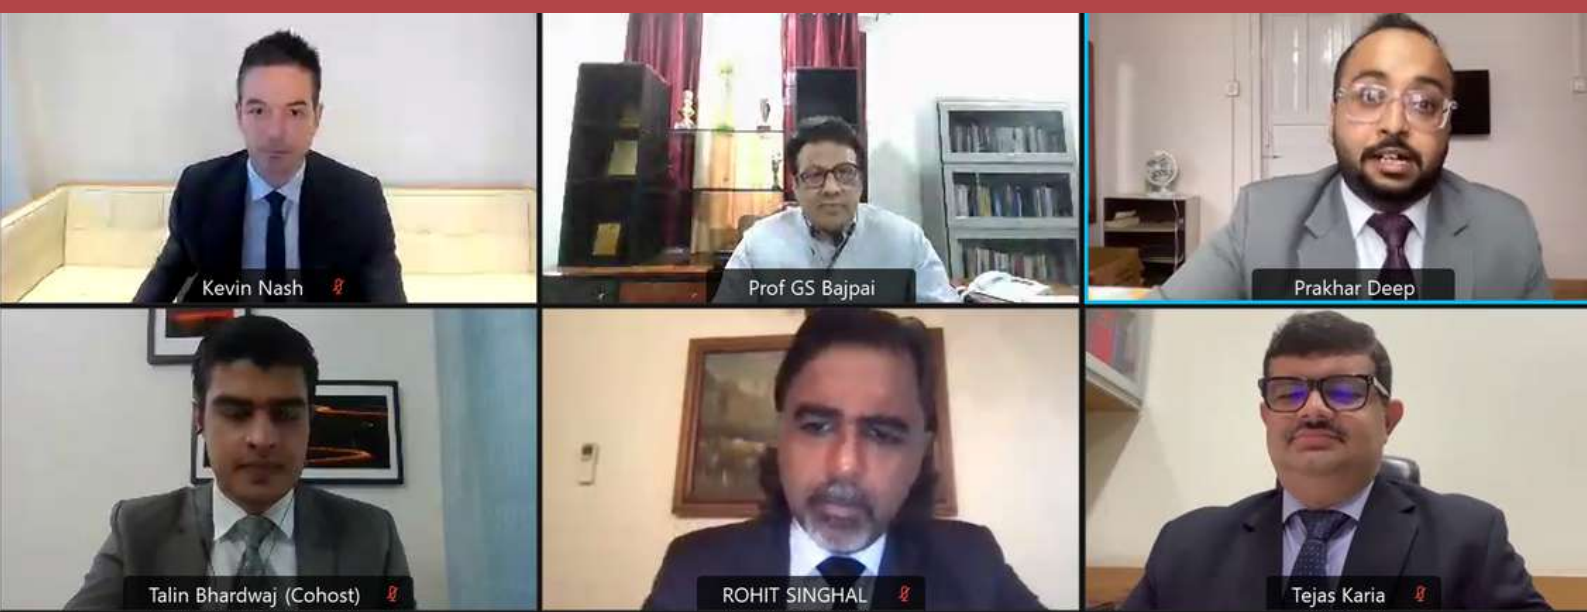 Kevin Nash
Prof GS Bajpai
Prakhar Deep
Talin Bhardwaj (Cohost)
ROHIT SINGHAL
Tejas Karia